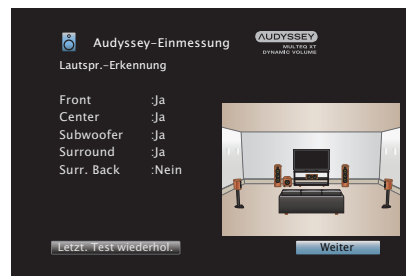 Audyssey-Einmessung
AUDYSSEY
MULTEQ XT
DYNAMIC VOLUME
Lautspr.-Erkennung
Front :Ja
Center :Ja
Subwoofer :Ja
Surround :Ja
Surr. Back :Nein
Letzt. Test wiederhol.
Weiter